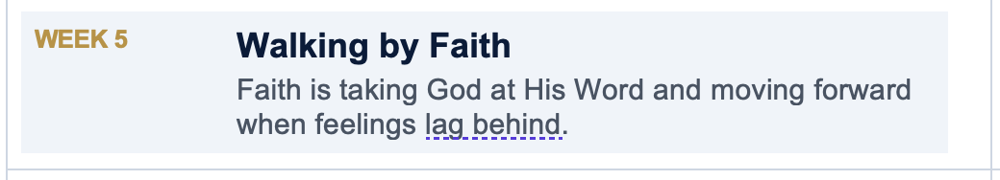 WEEK 5
Walking by Faith
Faith is taking God at His Word and moving forward
when feelings lag behind.